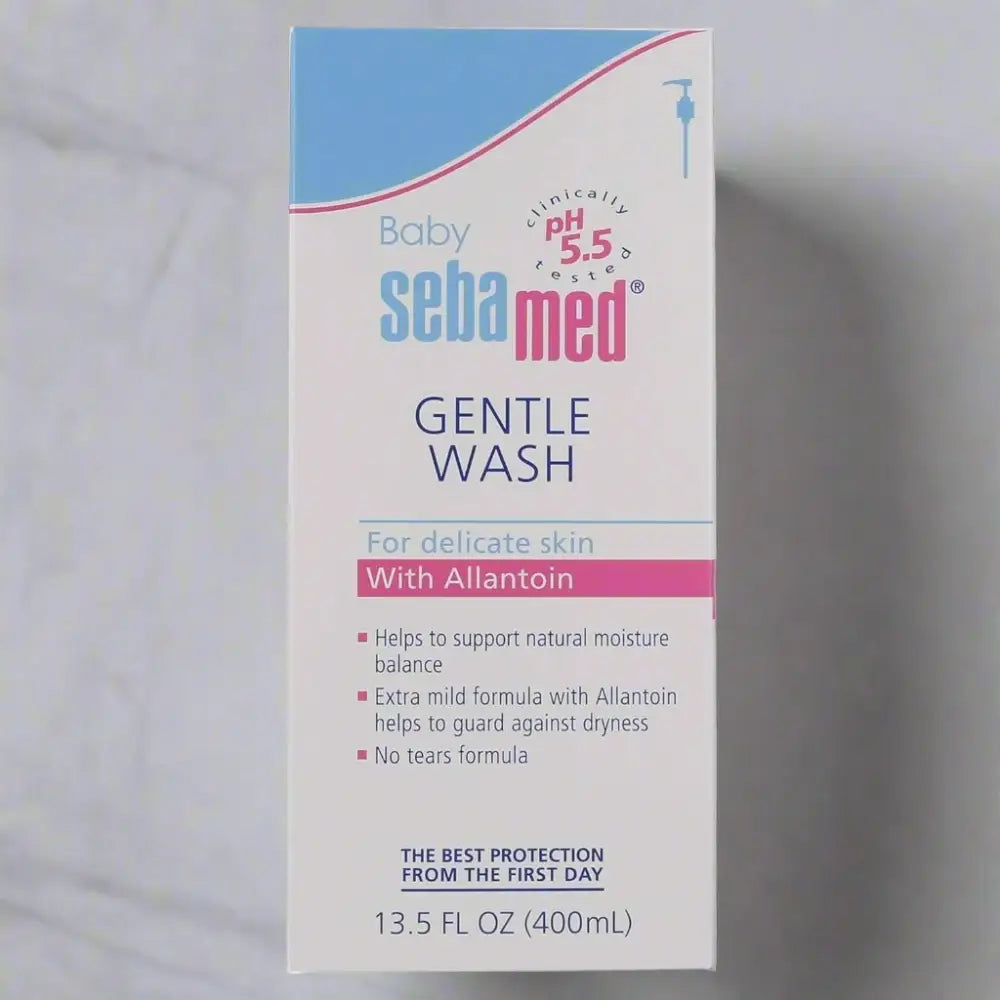 Baby
clinically
pH
5.5
tested
sebamed®
GENTLE
WASH
For delicate skin
With Allantoin
Helps to support natural moisture
balance
Extra mild formula with Allantoin
helps to guard against dryness
No tears formula
THE BEST PROTECTION
FROM THE FIRST DAY
13.5 FL OZ (400mL)